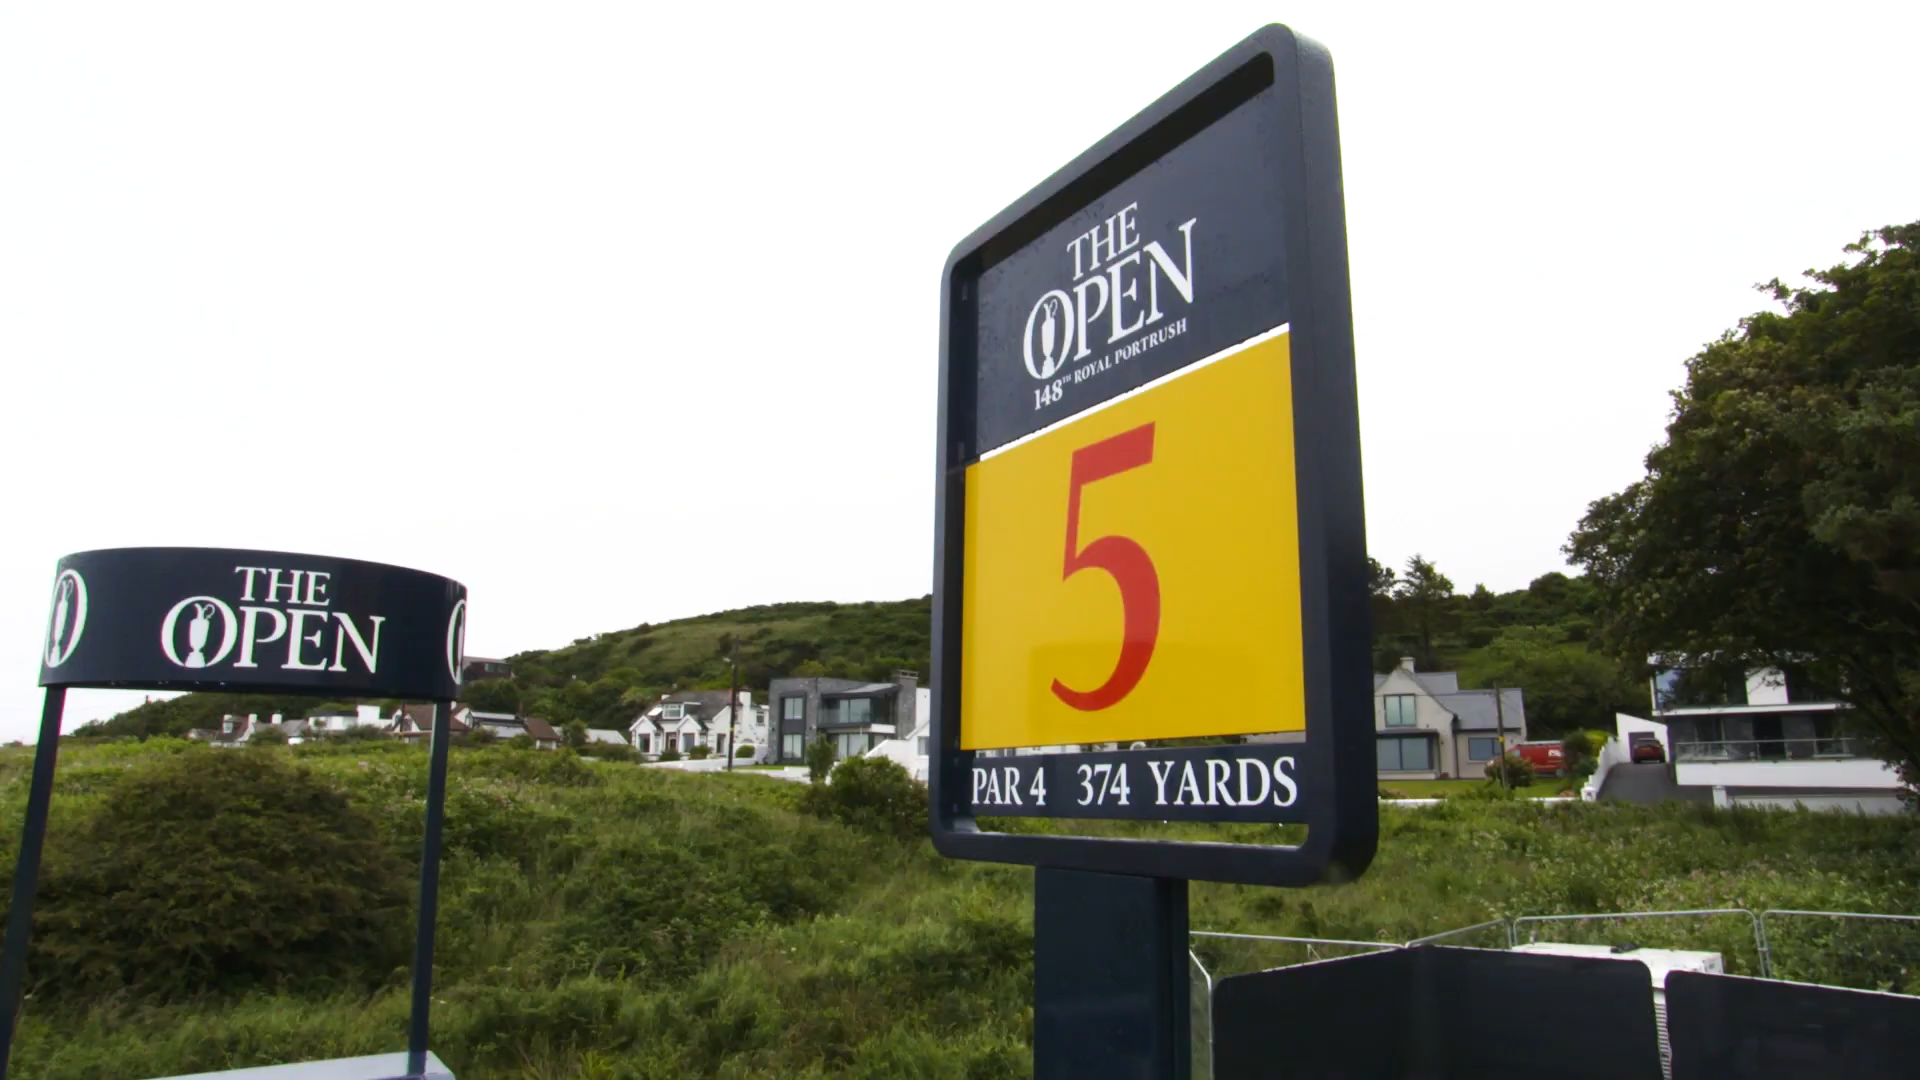 THE
OPEN
148TH ROYAL PORTRUSH
5
PAR 4 374 YARDS
THE
OPEN